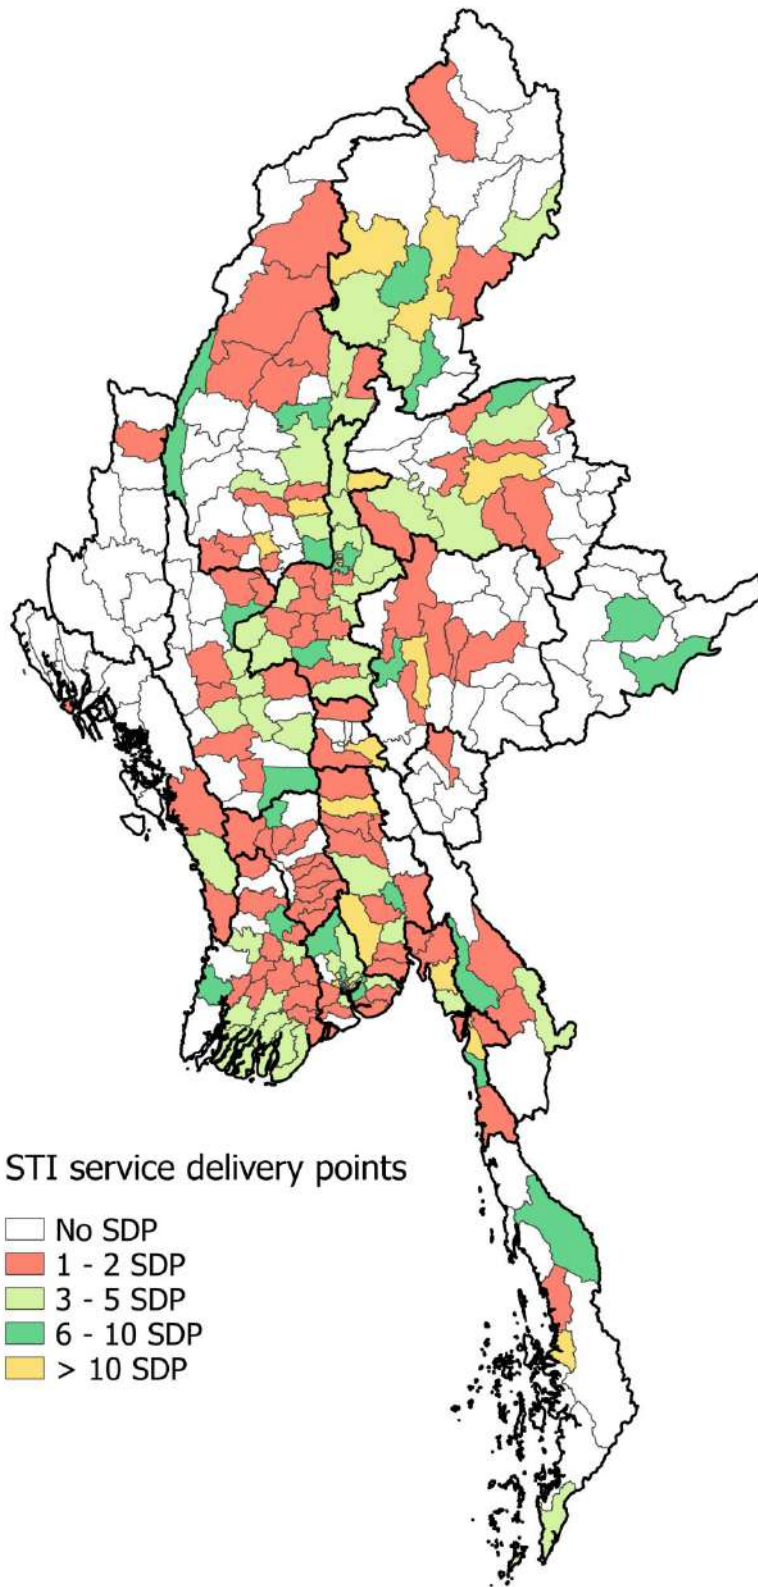 STI service delivery points
No SDP
1 - 2 SDP
3 - 5 SDP
6 - 10 SDP
> 10 SDP